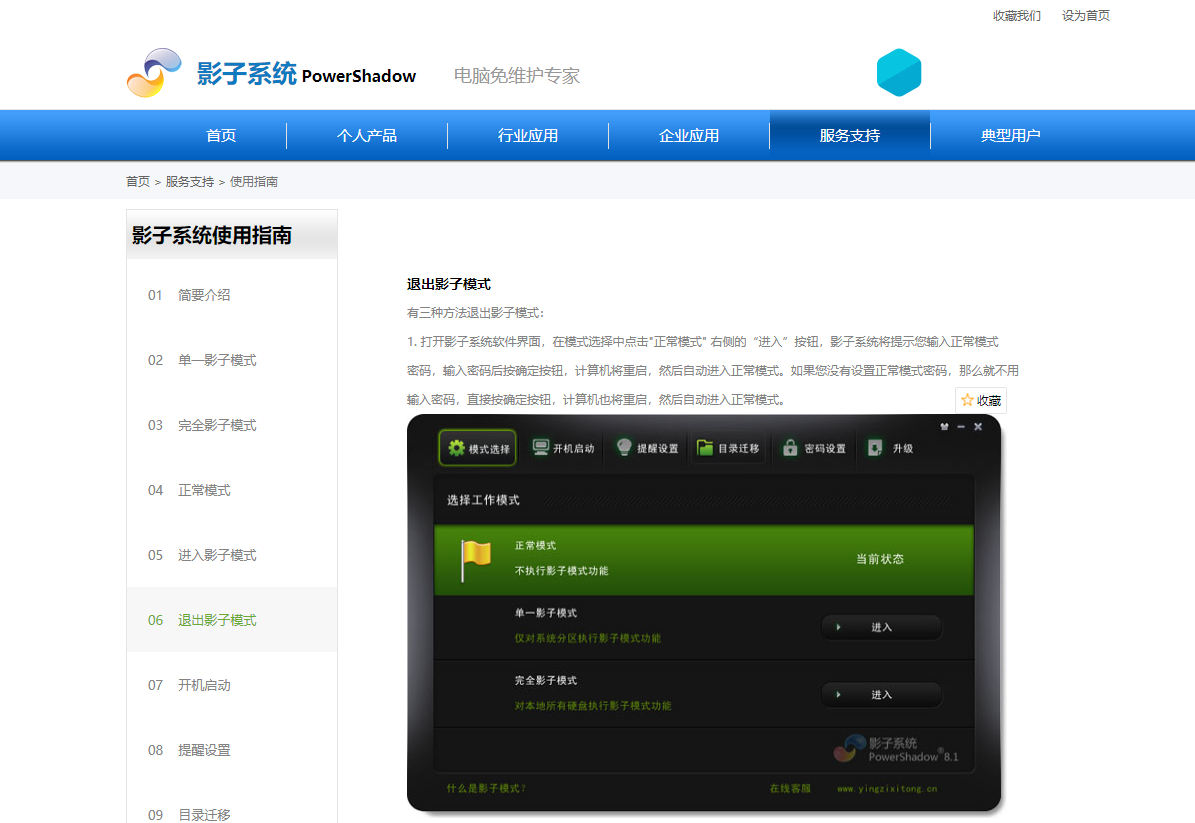 收藏我们 设为首页
影子系统 PowerShadow 电脑免维护专家
首页 个人产品 行业应用 企业应用 服务支持 典型用户
首页 > 服务支持 > 使用指南
影子系统使用指南
01 简要介绍
02 单一影子模式
03 完全影子模式
04 正常模式
05 进入影子模式
06 退出影子模式
07 开机启动
08 提醒设置
09 目录迁移
退出影子模式
有三种方法退出影子模式：
1. 打开影子系统软件界面，在模式选择中点击"正常模式" 右侧的“进入”按钮，影子系统将提示您输入正常模式
密码，输入密码后按确定按钮，计算机将重启，然后自动进入正常模式。如果您没有设置正常模式密码，那么就不用
输入密码，直接按确定按钮，计算机也将重启，然后自动进入正常模式。
收藏
模式选择 开机启动 提醒设置 目录迁移 密码设置 升级
选择工作模式
正常模式
不执行影子模式功能
当前状态
单一影子模式
仅对系统分区执行影子模式功能
进入
完全影子模式
对本地所有硬盘执行影子模式功能
进入
影子系统
PowerShadow®8.1
什么是影子模式？ 在线客服 www.yingzixitong.cn